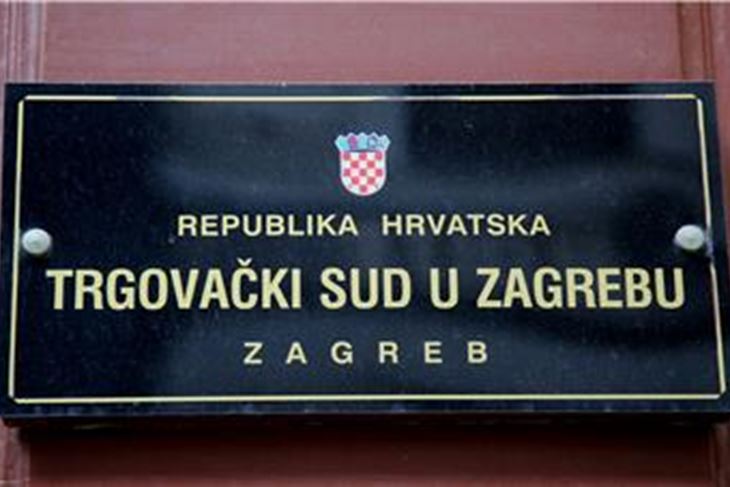 REPUBLIKA HRVATSKA
TRGOVAČKI SUD U ZAGREBU
ZAGREB